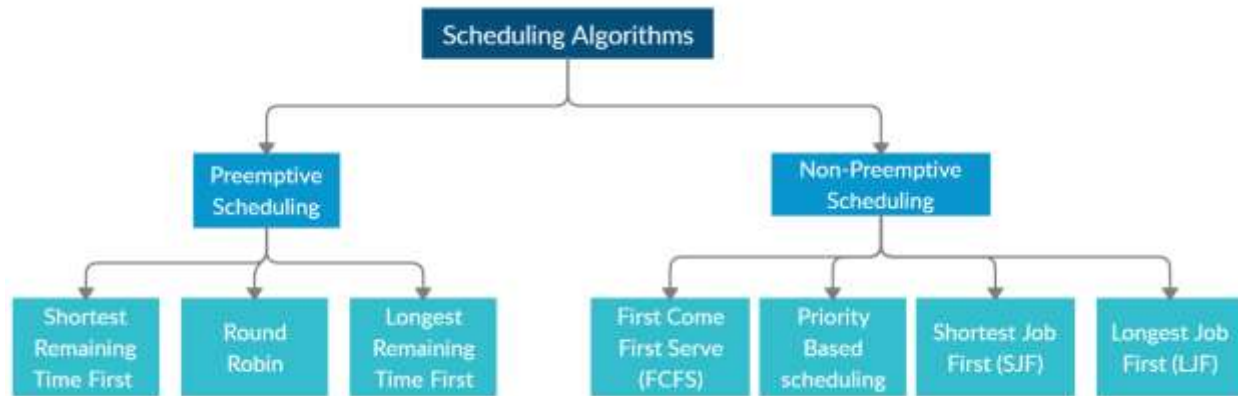 Scheduling Algorithms
Preemptive
Scheduling
Non-Preemptive
Scheduling
Shortest
Remaining
Time First
Round
Robin
Longest
Remaining
Time First
First Come
First Serve
(FCFS)
Priority
Based
scheduling
Shortest Job
First (SJF)
Longest Job
First (LJF)